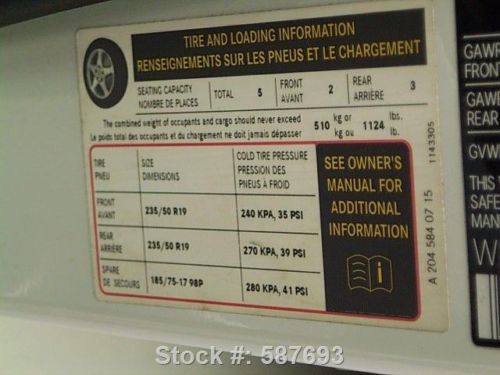 TIRE AND LOADING INFORMATION
RENSEIGNEMENTS SUR LES PNEUS ET LE CHARGEMENT
SEATING CAPACITY
NOMBRE DE PLACES
TOTAL 5
FRONT
AVANT
2
REAR
ARRIÈRE
3
The combined weight of occupants and cargo should never exceed
Le poids total des occupants et du chargement ne doit jamais dépasser
510 kg or
kg ou
1124 lbs.
lb.
TIRE
PNEU
SIZE
DIMENSIONS
COLD TIRE PRESSURE
PRESSION DES
PNEUS À FROID
FRONT
AVANT
235/50 R19
240 KPA, 35 PSI
REAR
ARRIÈRE
235/50 R19
270 KPA, 39 PSI
SPARE
DE SECOURS
185/75-17 98P
280 KPA, 41 PSI
SEE OWNER'S
MANUAL FOR
ADDITIONAL
INFORMATION
i
1143305
A 204 584 07 15
GAWR
FRONT
GAWR
REAR
GVW
THIS
SAFE
MAN
W
Stock #: 587693